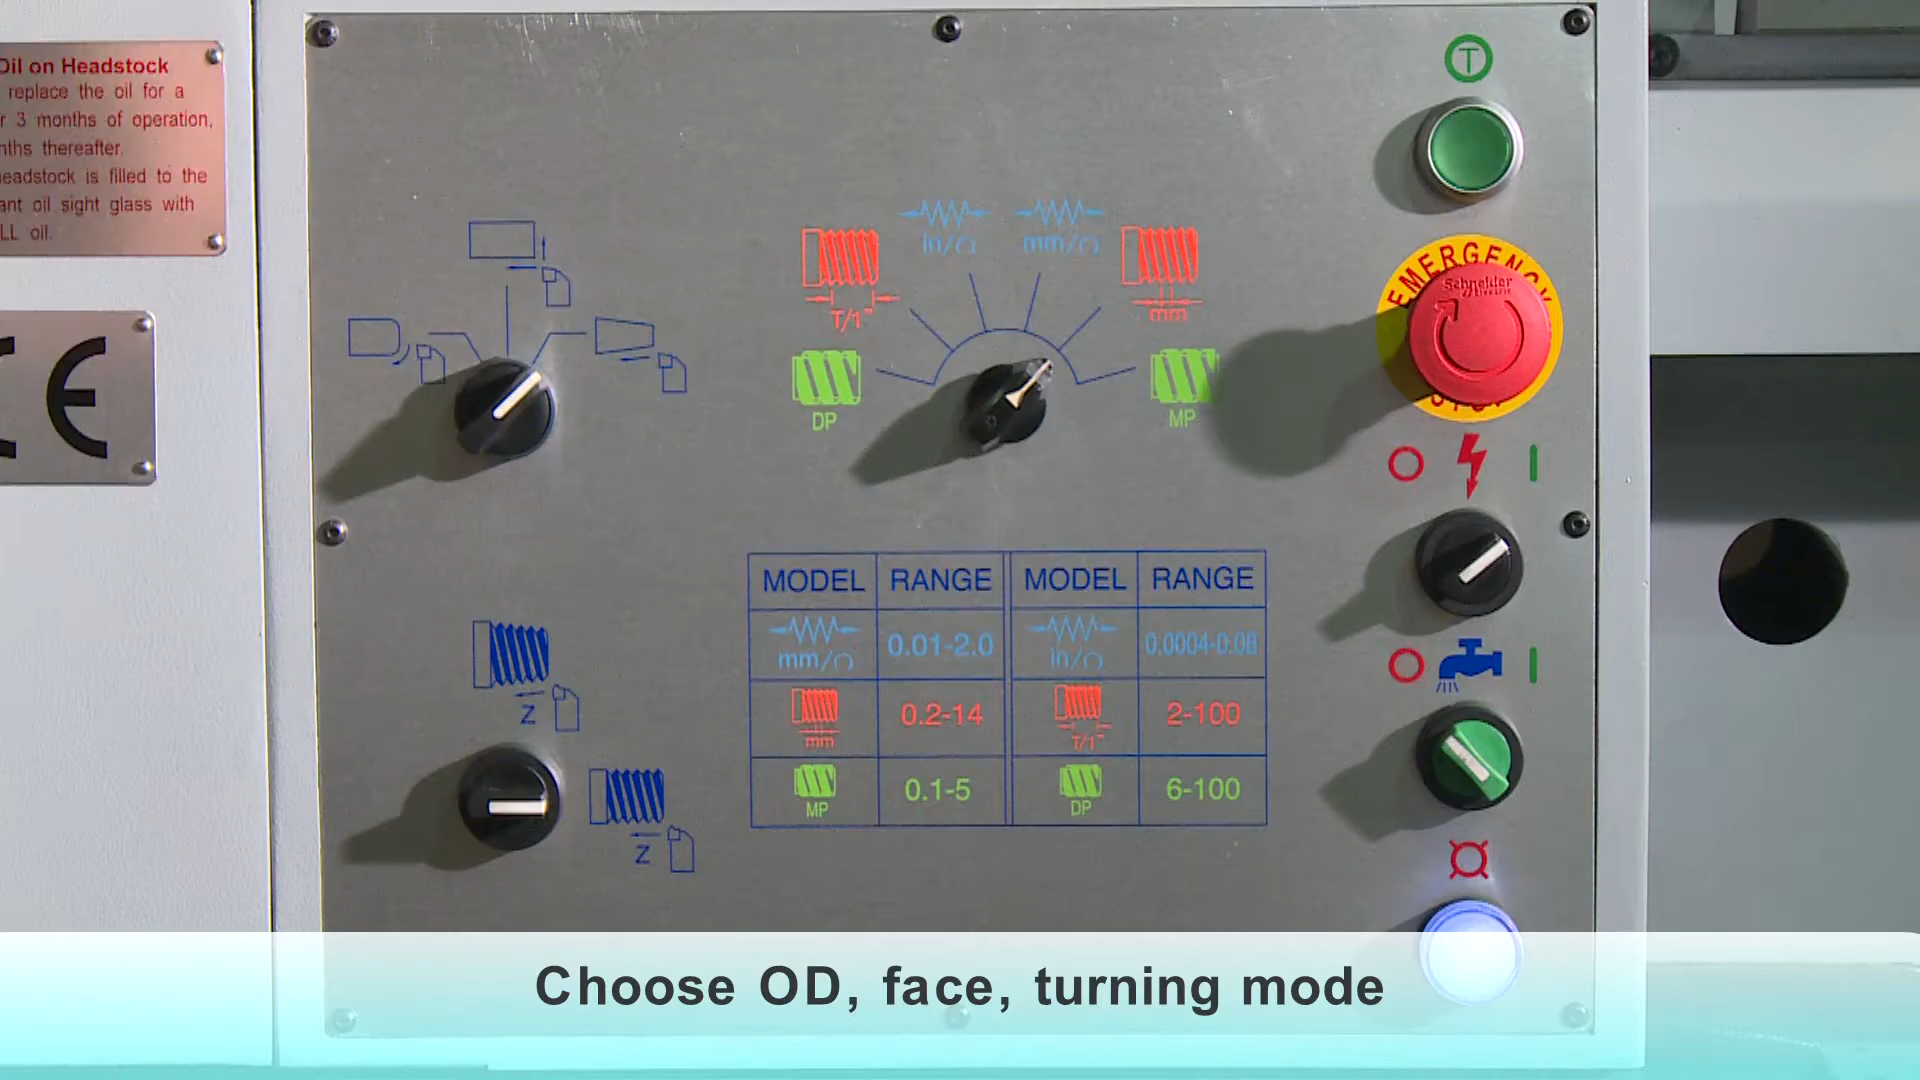 Oil on Headstock
replace the oil for a
r 3 months of operation,
nths thereafter.
eadstock is filled to the
ant oil sight glass with
LL oil.
CE
T/1"
in/
mm/
mm
DP
MP
EMERGENCY
Schneider
Electric
STOP
Z
Z
MODEL RANGE MODEL RANGE
mm/ 0.01-2.0 in/ 0.0004-0.08
mm 0.2-14 T/1" 2-100
MP 0.1-5 DP 6-100
Choose OD, face, turning mode